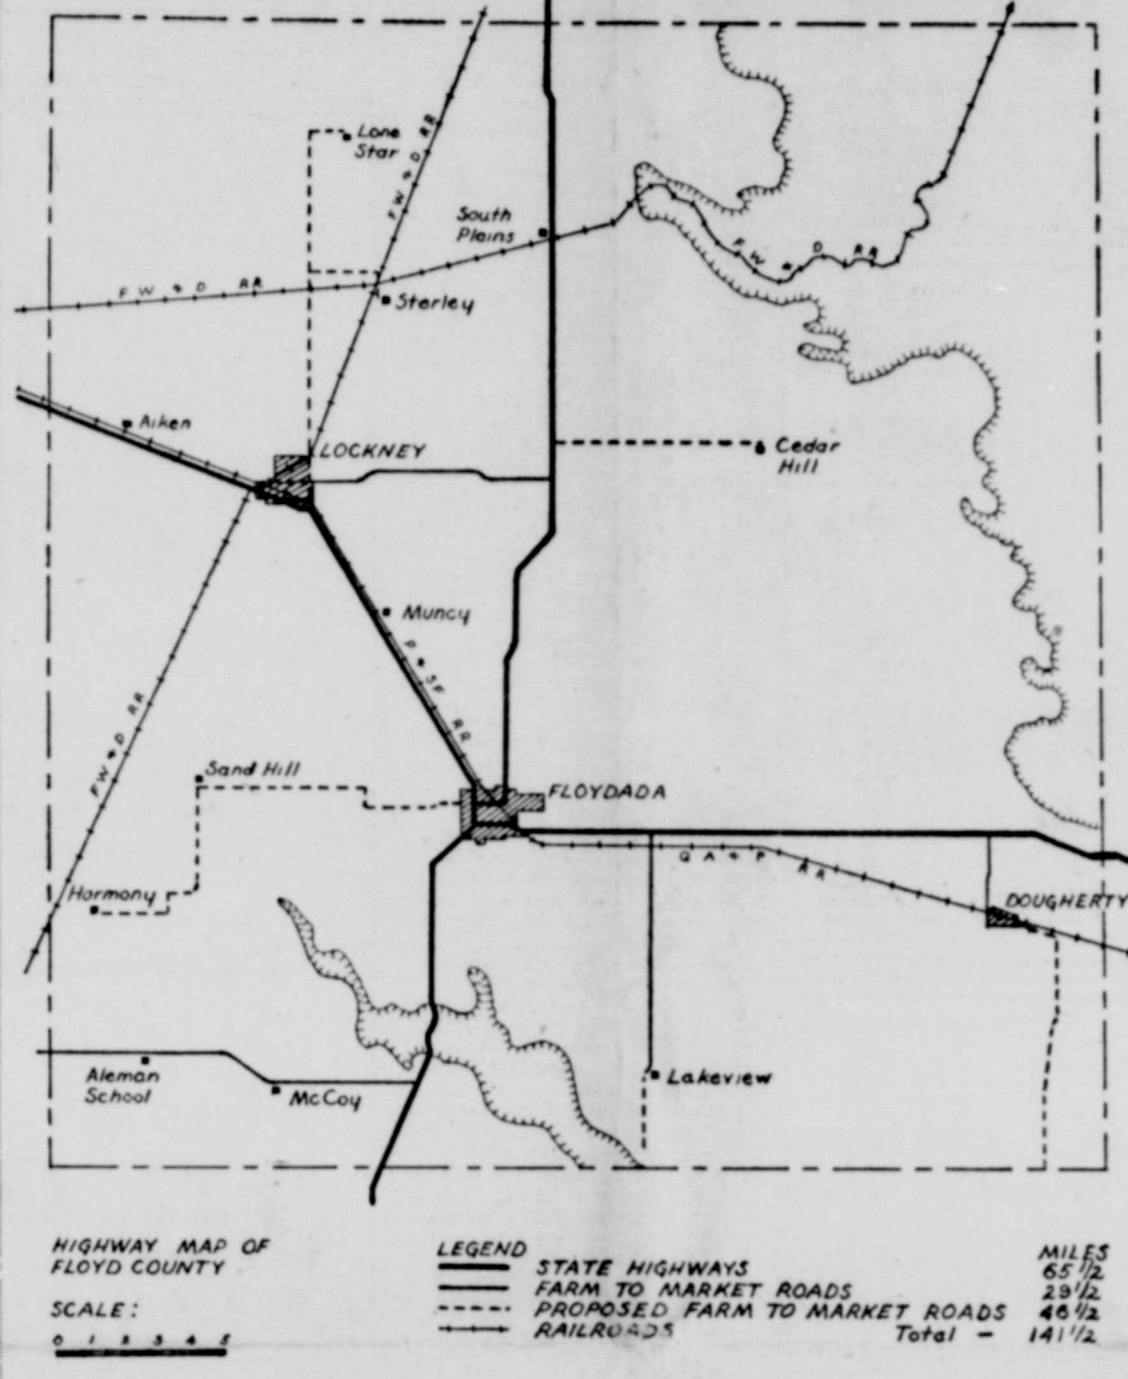 Lone
Star
FW & D RR
South
Plains
FW & D RR
FW & D RR
Sterley
Aiken
LOCKNEY
Cedar
Hill
Muncy
P & SF RR
FW & D RR
Sand Hill
FLOYDADA
Q A & P RR
Harmony
DOUGHERTY
Aleman
School
McCoy
Lakeview
HIGHWAY MAP OF
FLOYD COUNTY
SCALE:
0 1 2 3 4 5
LEGEND
MILES
STATE HIGHWAYS 65 1/2
FARM TO MARKET ROADS 29 1/2
PROPOSED FARM TO MARKET ROADS 46 1/2
RAILROADS
Total - 141 1/2